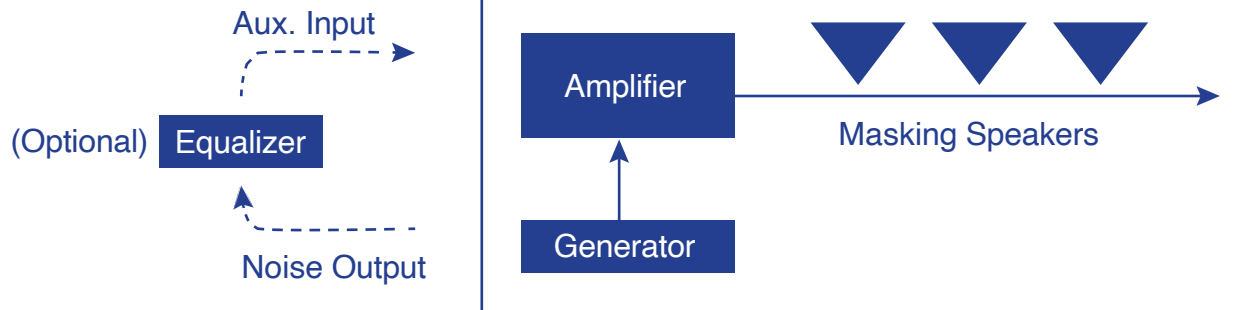 Aux. Input
(Optional) Equalizer
Noise Output
Amplifier
Masking Speakers
Generator